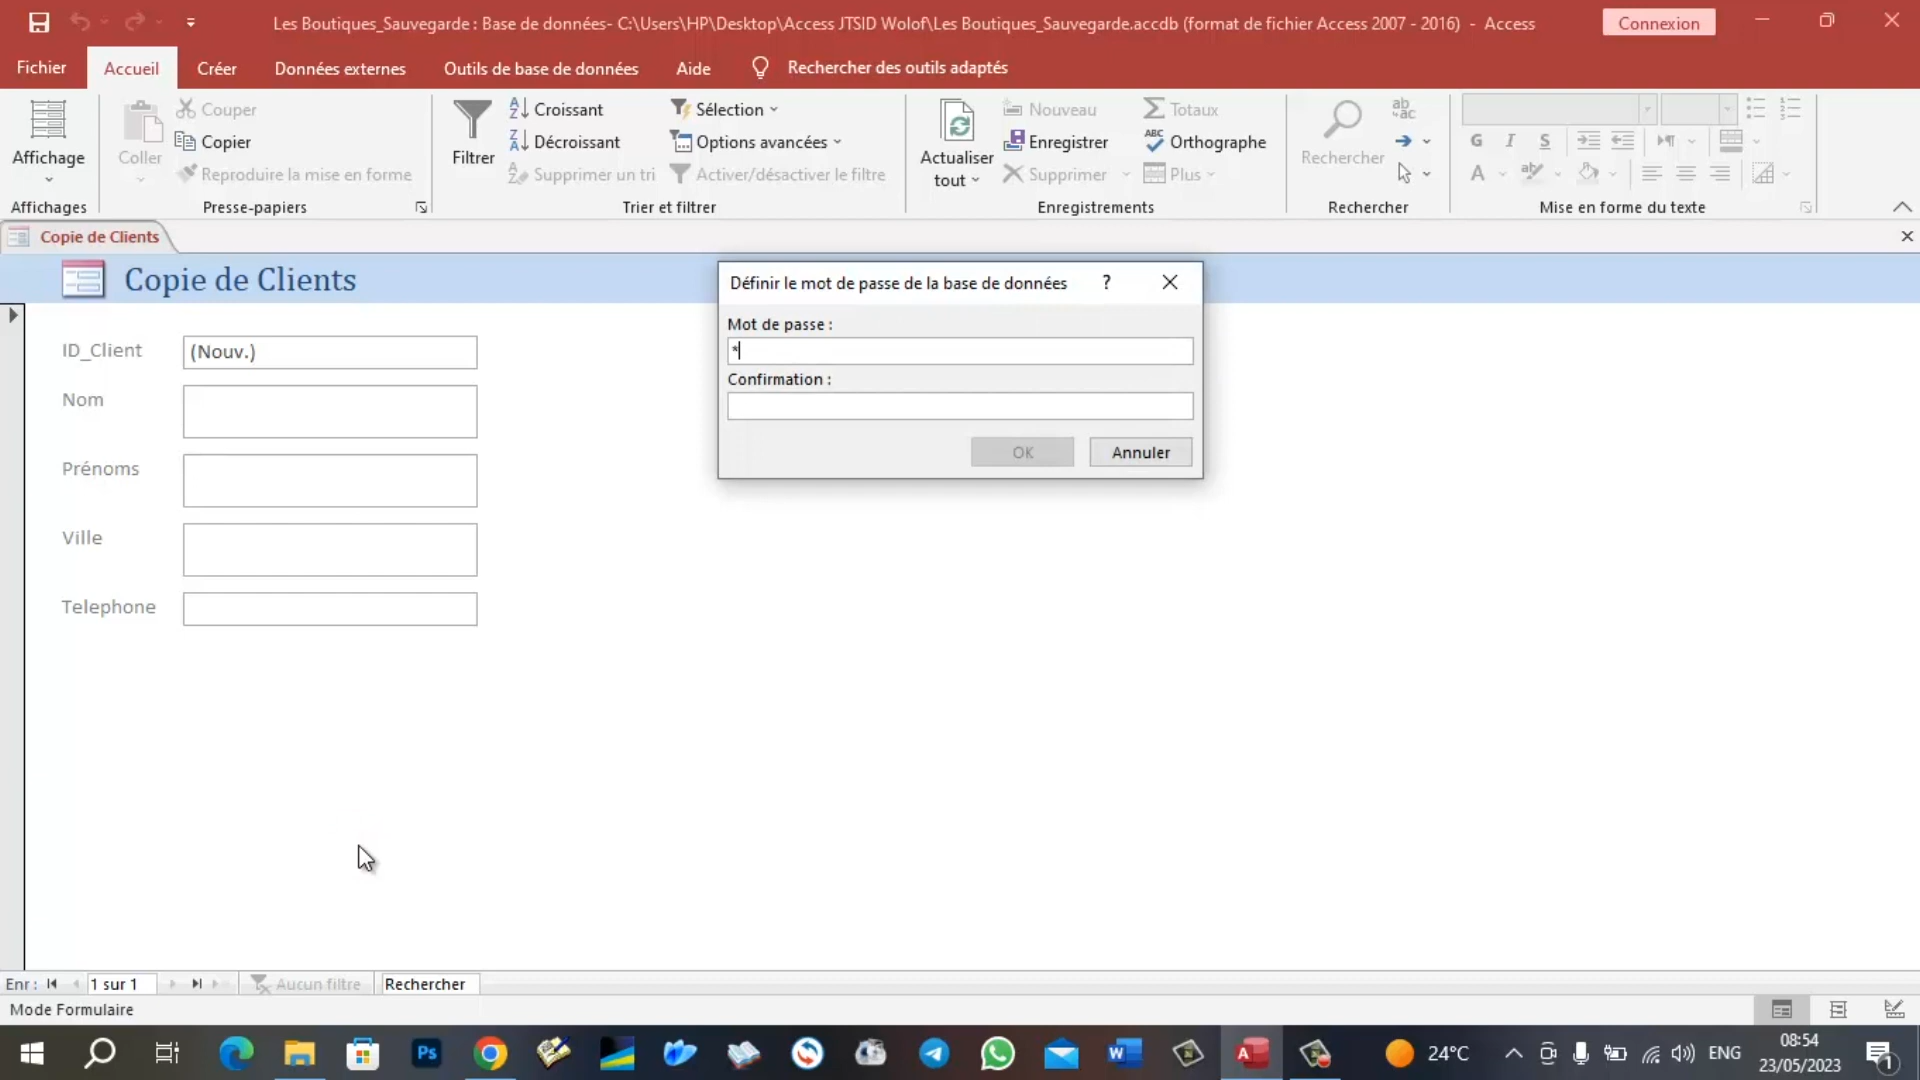 Les Boutiques_Sauvegarde : Base de données- C:\Users\HP\Desktop\Access JTSID Wolof\Les Boutiques_Sauvegarde.accdb (format de fichier Access 2007 - 2016) - Access
Connexion
Fichier
Accueil
Créer
Données externes
Outils de base de données
Aide
Rechercher des outils adaptés
Affichage
Affichages
Coller
Couper
Copier
Reproduire la mise en forme
Presse-papiers
Filtrer
Croissant
Décroissant
Supprimer un tri
Sélection
Options avancées
Activer/désactiver le filtre
Trier et filtrer
Actualiser
tout
Nouveau
Enregistrer
Supprimer
Totaux
Orthographe
Plus
Enregistrements
Rechercher
Rechercher
G I S
A
Mise en forme du texte
Copie de Clients
Copie de Clients
ID_Client
(Nouv.)
Nom
Prénoms
Ville
Telephone
Définir le mot de passe de la base de données
?
Mot de passe :
*
Confirmation :
OK
Annuler
Enr :
1 sur 1
Aucun filtre
Rechercher
Mode Formulaire
Ps
24°C
ENG
08:54
23/05/2023
1